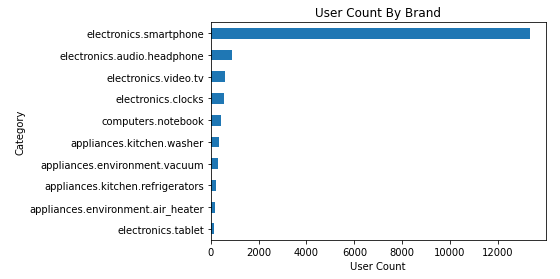 User Count By Brand
electronics.smartphone
electronics.audio.headphone
electronics.video.tv
electronics.clocks
computers.notebook
appliances.kitchen.washer
appliances.environment.vacuum
appliances.kitchen.refrigerators
appliances.environment.air_heater
electronics.tablet
Category
0 2000 4000 6000 8000 10000 12000
User Count